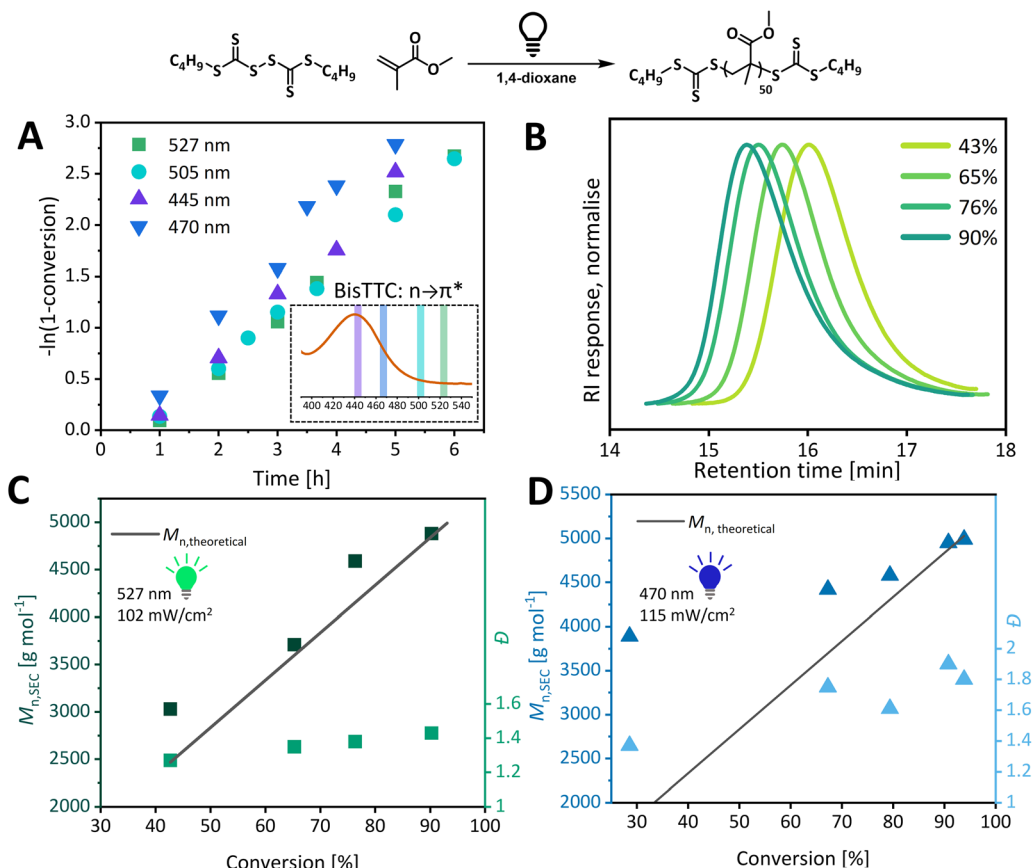 S
S
O
O
C₄H₉
S
S
S
S
C₄H₉
S
1,4-dioxane
O
O
S
C₄H₉
S
S
S
50
S
S
C₄H₉
A
3.0
2.5
2.0
1.5
1.0
0.5
0.0
-ln(1-conversion)
527 nm
505 nm
445 nm
470 nm
BisTTC: n→π*
400 420 440 460 480 500 520 540
0 1 2 3 4 5 6
Time [h]
B
RI response, normalise
43%
65%
76%
90%
14 15 16 17 18
Retention time [min]
C
5000
4500
4000
3500
3000
2500
2000
Mn,SEC [g mol⁻¹]
Mn,theoretical
527 nm
102 mW/cm²
1.6
1.4
1.2
1
Đ
30 40 50 60 70 80 90 100
Conversion [%]
D
5500
5000
4500
4000
3500
3000
2500
2000
Mn,SEC [g mol⁻¹]
Mn, theoretical
470 nm
115 mW/cm²
2
1.8
1.6
1.4
1.2
1
Đ
30 40 50 60 70 80 90 100
Conversion [%]